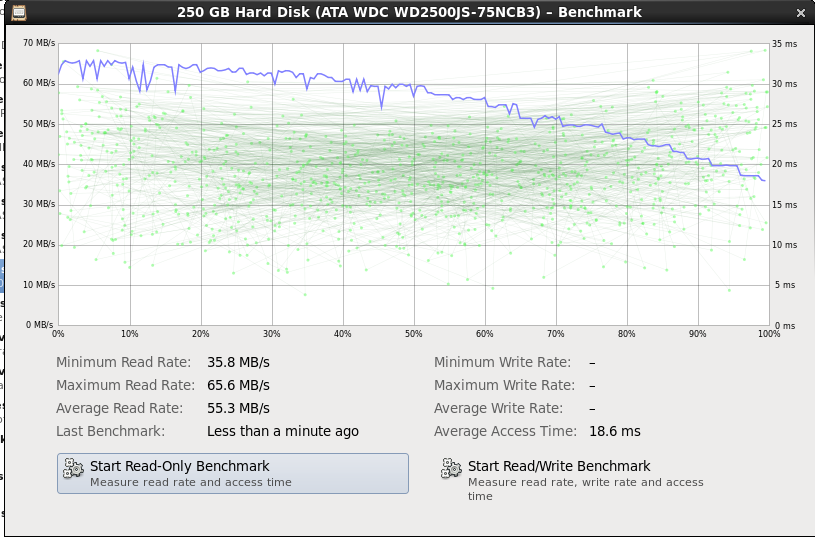 250 GB Hard Disk (ATA WDC WD2500JS-75NCB3) – Benchmark
70 MB/s
35 ms
60 MB/s
30 ms
50 MB/s
25 ms
40 MB/s
20 ms
30 MB/s
15 ms
20 MB/s
10 ms
10 MB/s
5 ms
0 MB/s
0 ms
0% 10% 20% 30% 40% 50% 60% 70% 80% 90% 100%
Minimum Read Rate: 35.8 MB/s
Minimum Write Rate: –
Maximum Read Rate: 65.6 MB/s
Maximum Write Rate: –
Average Read Rate: 55.3 MB/s
Average Write Rate: –
Last Benchmark: Less than a minute ago
Average Access Time: 18.6 ms
Start Read-Only Benchmark
Measure read rate and access time
Start Read/Write Benchmark
Measure read rate, write rate and access
time